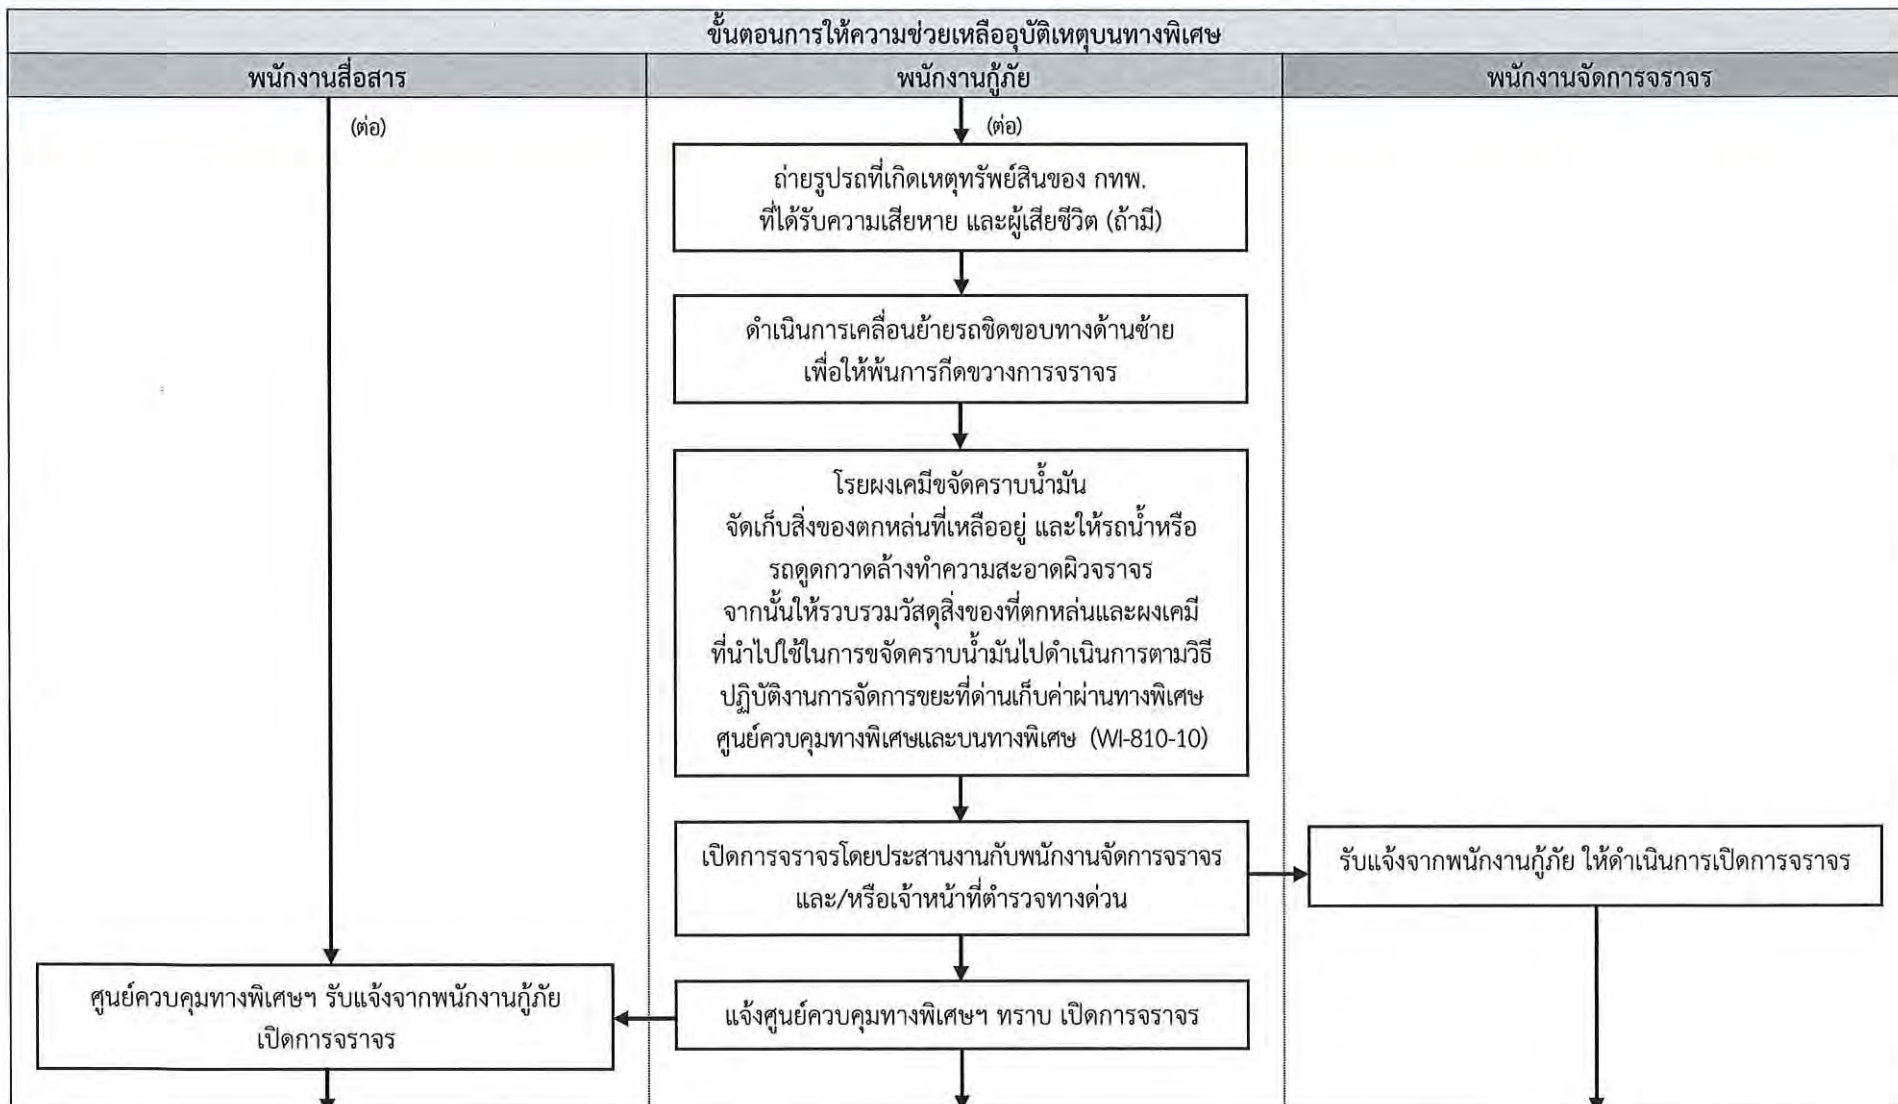 ขั้นตอนการให้ความช่วยเหลืออุบัติเหตุบนทางพิเศษ
พนักงานสื่อสาร
พนักงานกู้ภัย
พนักงานจัดการจราจร
(ต่อ)
(ต่อ)
ถ่ายรูปรถที่เกิดเหตุทรัพย์สินของ กทพ.
ที่ได้รับความเสียหาย และผู้เสียชีวิต (ถ้ามี)
ดำเนินการเคลื่อนย้ายรถชิดขอบทางด้านซ้าย
เพื่อให้พ้นการกีดขวางการจราจร
โรยผงเคมีขจัดคราบน้ำมัน
จัดเก็บสิ่งของตกหล่นที่เหลืออยู่ และให้รถน้ำหรือ
รถดูดกวาดล้างทำความสะอาดผิวจราจร
จากนั้นให้รวบรวมวัสดุสิ่งของที่ตกหล่นและผงเคมี
ที่นำไปใช้ในการขจัดคราบน้ำมันไปดำเนินการตามวิธี
ปฏิบัติงานการจัดการขยะที่ด่านเก็บค่าผ่านทางพิเศษ
ศูนย์ควบคุมทางพิเศษและบนทางพิเศษ (WI-810-10)
เปิดการจราจรโดยประสานงานกับพนักงานจัดการจราจร
และ/หรือเจ้าหน้าที่ตำรวจทางด่วน
รับแจ้งจากพนักงานกู้ภัย ให้ดำเนินการเปิดการจราจร
ศูนย์ควบคุมทางพิเศษฯ รับแจ้งจากพนักงานกู้ภัย
เปิดการจราจร
แจ้งศูนย์ควบคุมทางพิเศษฯ ทราบ เปิดการจราจร